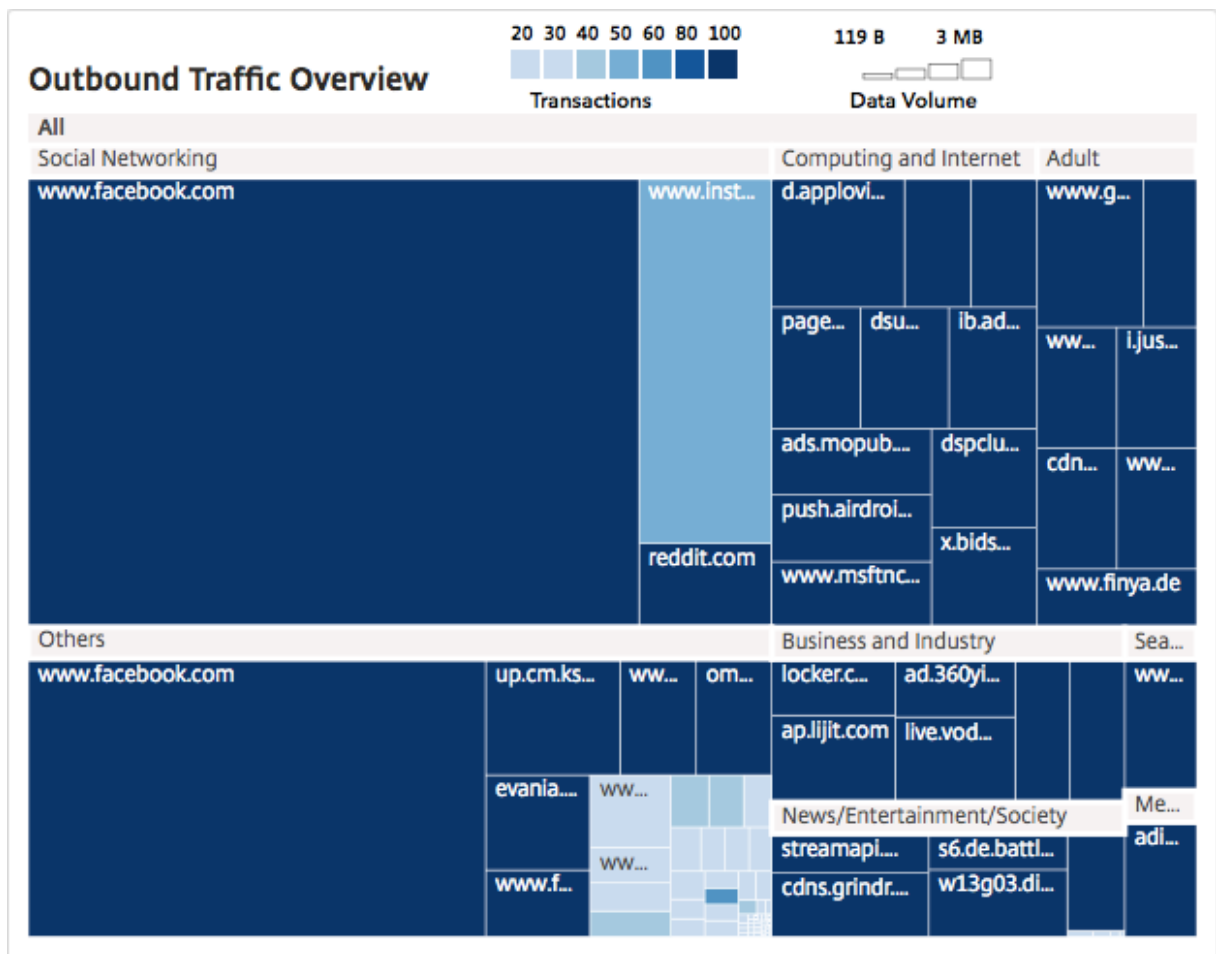 20 30 40 50 60 80 100
119 B 3 MB
Outbound Traffic Overview
Transactions
Data Volume
All
Social Networking
Computing and Internet
Adult
www.facebook.com
www.inst...
d.applovi...
www.g...
page...
dsu...
ib.ad...
ww...
i.jus...
ads.mopub....
dspclu...
cdn...
ww...
push.airdroi...
x.bids...
reddit.com
www.msftnc...
www.finya.de
Others
Business and Industry
Sea...
www.facebook.com
up.cm.ks...
ww...
om...
locker.c...
ad.360yi...
ww...
ap.lijit.com
live.vod...
evania....
ww...
News/Entertainment/Society
Me...
streamapi....
s6.de.battl...
adi...
ww...
www.f...
cdns.grindr....
w13g03.di...